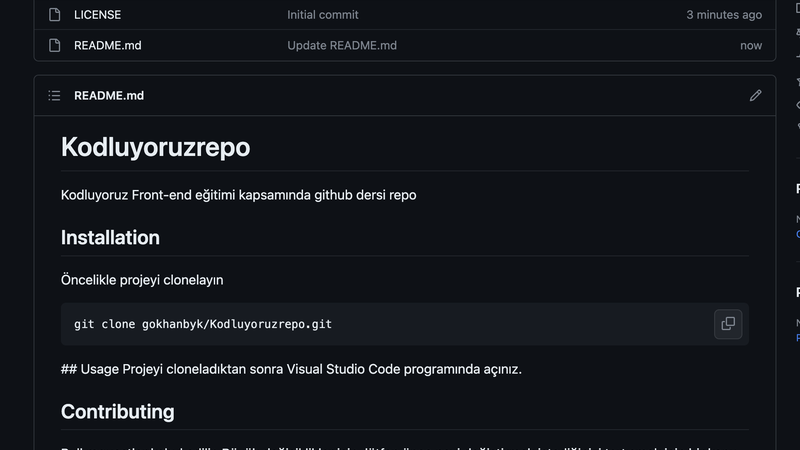 LICENSE Initial commit 3 minutes ago
README.md Update README.md now
README.md
Kodluyoruzrepo
Kodluyoruz Front-end eğitimi kapsamında github dersi repo
Installation
Öncelikle projeyi clonelayın
git clone gokhanbyk/Kodluyoruzrepo.git
## Usage Projeyi cloneladıktan sonra Visual Studio Code programında açınız.
Contributing